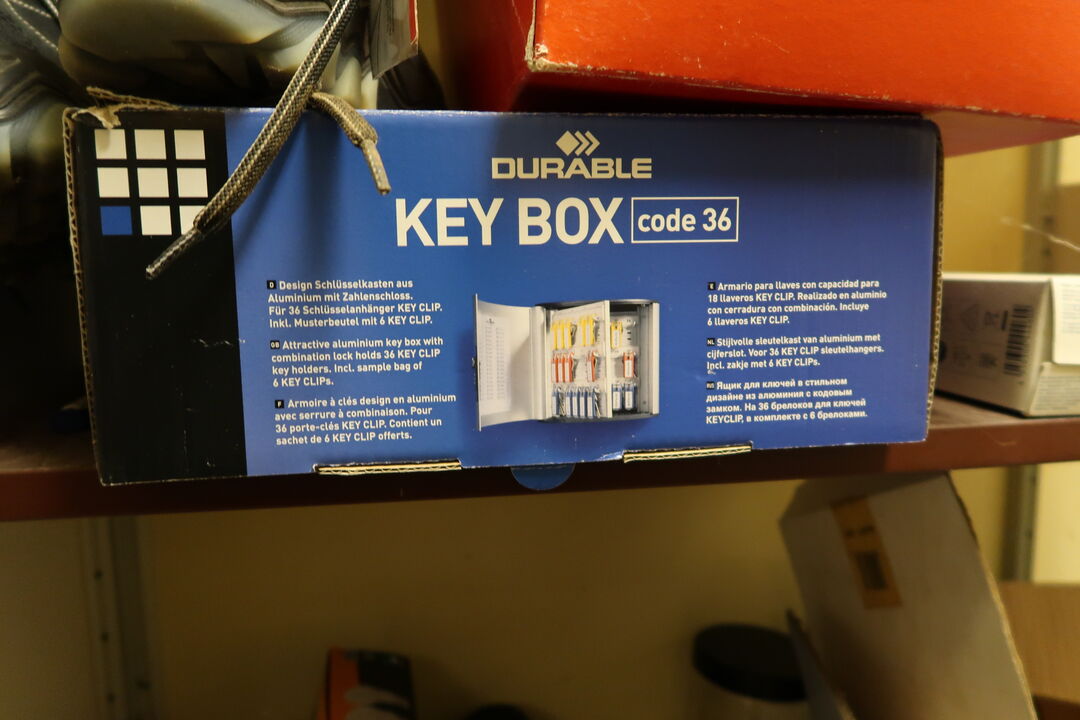 DURABLE
KEY BOX code 36
D Design Schlüsselkasten aus
Aluminium mit Zahlenschloss.
Für 36 Schlüsselanhänger KEY CLIP.
Inkl. Musterbeutel mit 6 KEY CLIP.
GB Attractive aluminium key box with
combination lock holds 36 KEY CLIP
key holders. Incl. sample bag of
6 KEY CLIPs.
F Armoire à clés design en aluminium
avec serrure à combinaison. Pour
36 porte-clés KEY CLIP. Contient un
sachet de 6 KEY CLIP offerts.
E Armario para llaves con capacidad para
18 llaveros KEY CLIP. Realizado en aluminio
con cerradura con combinación. Incluye
6 llaveros KEY CLIP.
NL Stijlvolle sleutelkast van aluminium met
cijferslot. Voor 36 KEY CLIP sleutelhangers.
Incl. zakje met 6 KEY CLIPs.
RUS Ящик для ключей в стильном
дизайне из алюминия с кодовым
замком. На 36 брелоков для ключей
KEYCLIP, в комплекте с 6 брелоками.